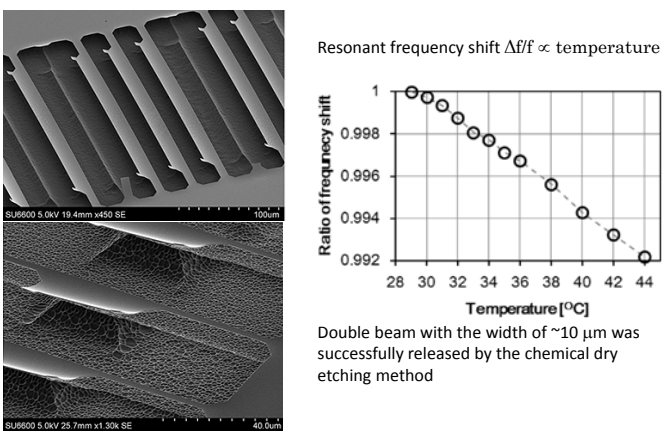 SU6600 5.0kV 19.4mm x450 SE
100um
SU6600 5.0kV 25.7mm x1.30k SE
40.0um
Resonant frequency shift Δf/f ∝ temperature
Ratio of frequnecy shift
1
0.998
0.996
0.994
0.992
28 30 32 34 36 38 40 42 44
Temperature [°C]
Double beam with the width of ~10 μm was
successfully released by the chemical dry
etching method